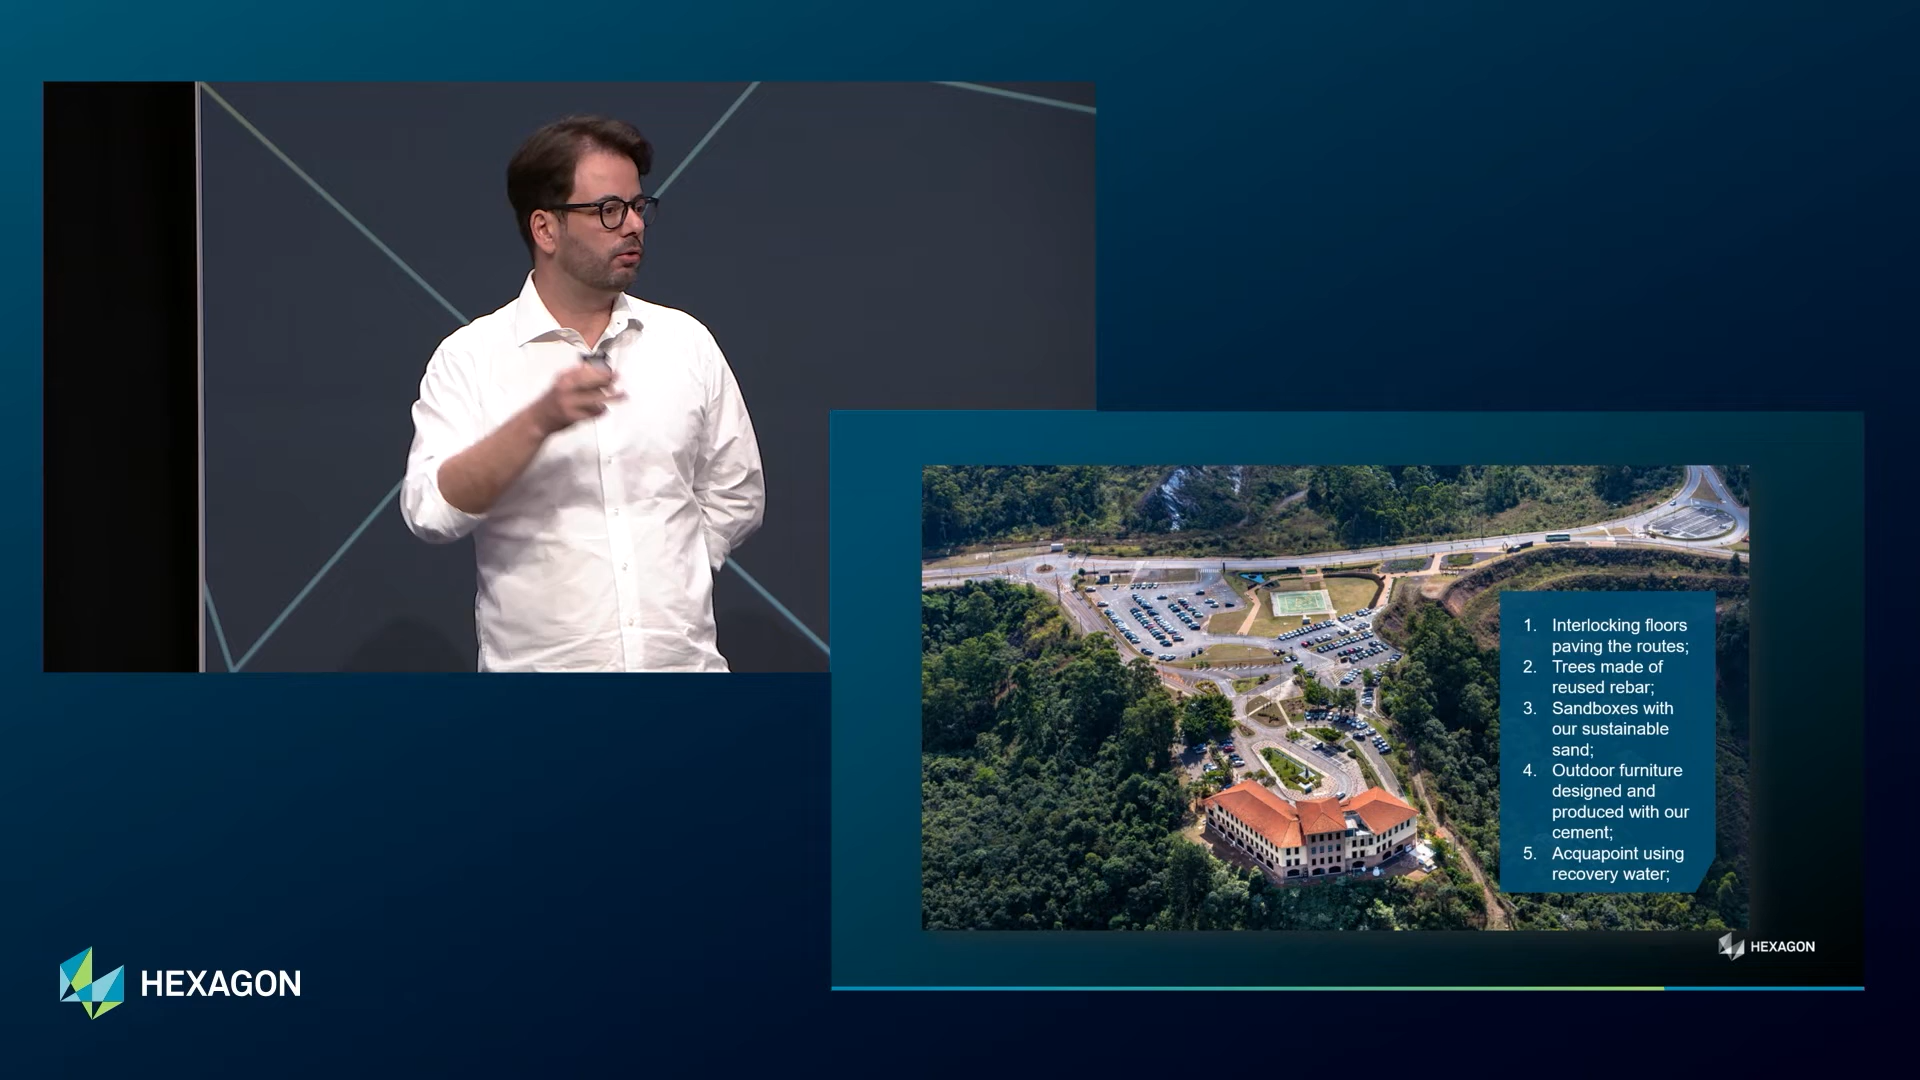 1. Interlocking floors
paving the routes;
2. Trees made of
reused rebar;
3. Sandboxes with
our sustainable
sand;
4. Outdoor furniture
designed and
produced with our
cement;
5. Acquapoint using
recovery water;
HEXAGON
HEXAGON